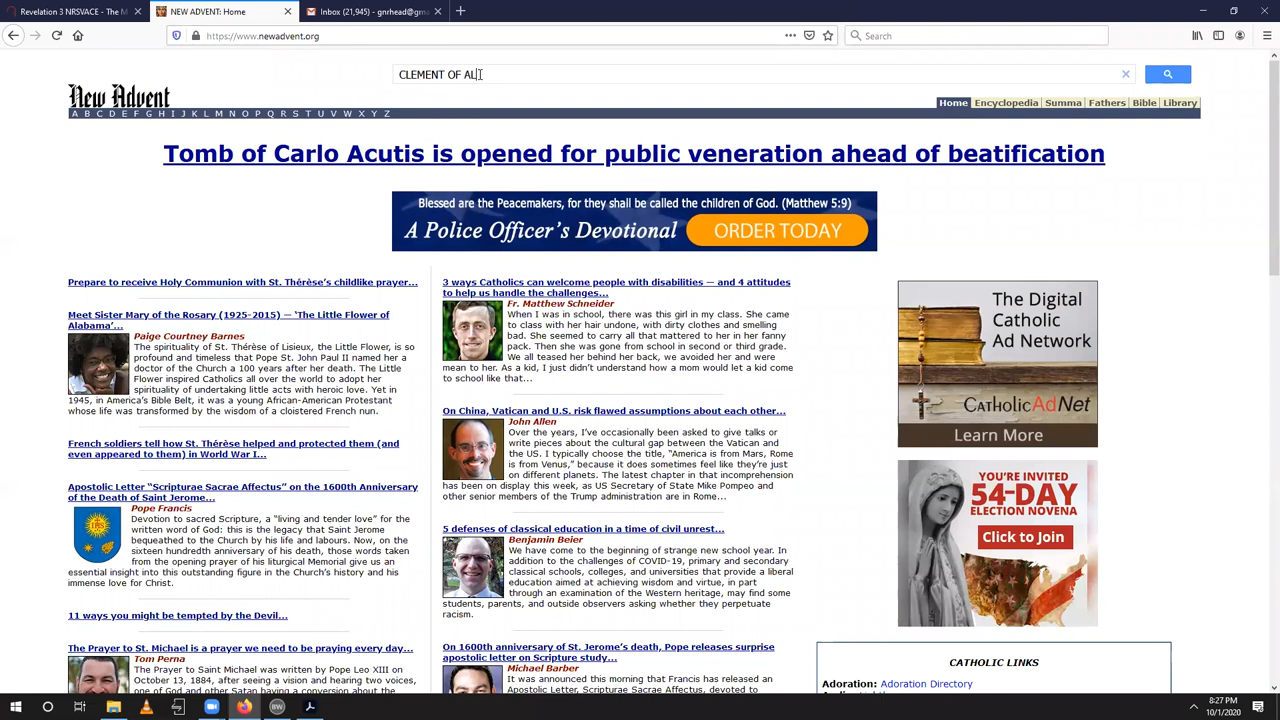 Revelation 3 NRSVACE - The M
NEW ADVENT: Home
Inbox (21,945) - gnrhead@gma
https://www.newadvent.org
Search
CLEMENT OF AL
New Advent
Home Encyclopedia Summa Fathers Bible Library
A B C D E F G H I J K L M N O P Q R S T U V W X Y Z
Tomb of Carlo Acutis is opened for public veneration ahead of beatification
Blessed are the Peacemakers, for they shall be called the children of God. (Matthew 5:9)
A Police Officer's Devotional ORDER TODAY
Prepare to receive Holy Communion with St. Thérèse's childlike prayer...
Meet Sister Mary of the Rosary (1925-2015) — 'The Little Flower of
Alabama'...
Paige Courtney Barnes
The spirituality of St. Thérèse of Lisieux, the Little Flower, is so
profound and timeless that Pope St. John Paul II named her a
doctor of the Church a 100 years after her death. The Little
Flower inspired Catholics all over the world to adopt her
spirituality of undertaking little acts with heroic love. Yet in
1945, in America's Bible Belt, it was a young African-American Protestant
whose life was transformed by the wisdom of a cloistered French nun.
French soldiers tell how St. Thérèse helped and protected them (and
even appeared to them) in World War I...
Apostolic Letter "Scripturae Sacrae Affectus" on the 1600th Anniversary
of the Death of Saint Jerome...
Pope Francis
Devotion to sacred Scripture, a "living and tender love" for the
written word of God: this is the legacy that Saint Jerome
bequeathed to the Church by his life and labours. Now, on the
sixteen hundredth anniversary of his death, those words taken
from the opening prayer of his liturgical Memorial give us an
essential insight into this outstanding figure in the Church's history and his
immense love for Christ.
11 ways you might be tempted by the Devil...
The Prayer to St. Michael is a prayer we need to be praying every day...
Tom Perna
The Prayer to Saint Michael was written by Pope Leo XIII on
October 13, 1884, after seeing a vision and hearing two voices,
one of God and other Satan having a conversation about the
3 ways Catholics can welcome people with disabilities — and 4 attitudes
to help us handle the challenges...
Fr. Matthew Schneider
When I was in school, there was this girl in my class. She came
to class with her hair undone, with dirty clothes and smelling
bad. She seemed to carry all that mattered to her in her fanny
pack. Then she was gone from school in second or third grade.
We all teased her behind her back, we avoided her and were
mean to her. As a kid, I just didn't understand how a mom would let a kid come
to school like that...
On China, Vatican and U.S. risk flawed assumptions about each other...
John Allen
Over the years, I've occasionally been asked to give talks or
write pieces about the cultural gap between the Vatican and
the US. I typically choose the title, "America is from Mars, Rome
is from Venus," because it does sometimes feel like they're just
on different planets. The latest chapter in that incomprehension
has been on display this week, as US Secretary of State Mike Pompeo and
other senior members of the Trump administration are in Rome...
5 defenses of classical education in a time of civil unrest...
Benjamin Beier
We have come to the beginning of strange new school year. In
addition to the challenges of COVID-19, primary and secondary
classical schools, colleges, and universities that provide a liberal
education aimed at achieving wisdom and virtue, in part
through an examination of the Western heritage, may find some
students, parents, and outside observers asking whether they perpetuate
racism.
On 1600th anniversary of St. Jerome's death, Pope releases surprise
apostolic letter on Scripture study...
Michael Barber
It was announced this morning that Francis has released an
Apostolic Letter, Scripturae Sacrae Affectus, devoted to
The Digital
Catholic
Ad Network
CATHOLICADNET
Learn More
YOU'RE INVITED
54-DAY
ELECTION NOVENA
Click to Join
CATHOLIC LINKS
Adoration: Adoration Directory
8:27 PM
10/1/2020